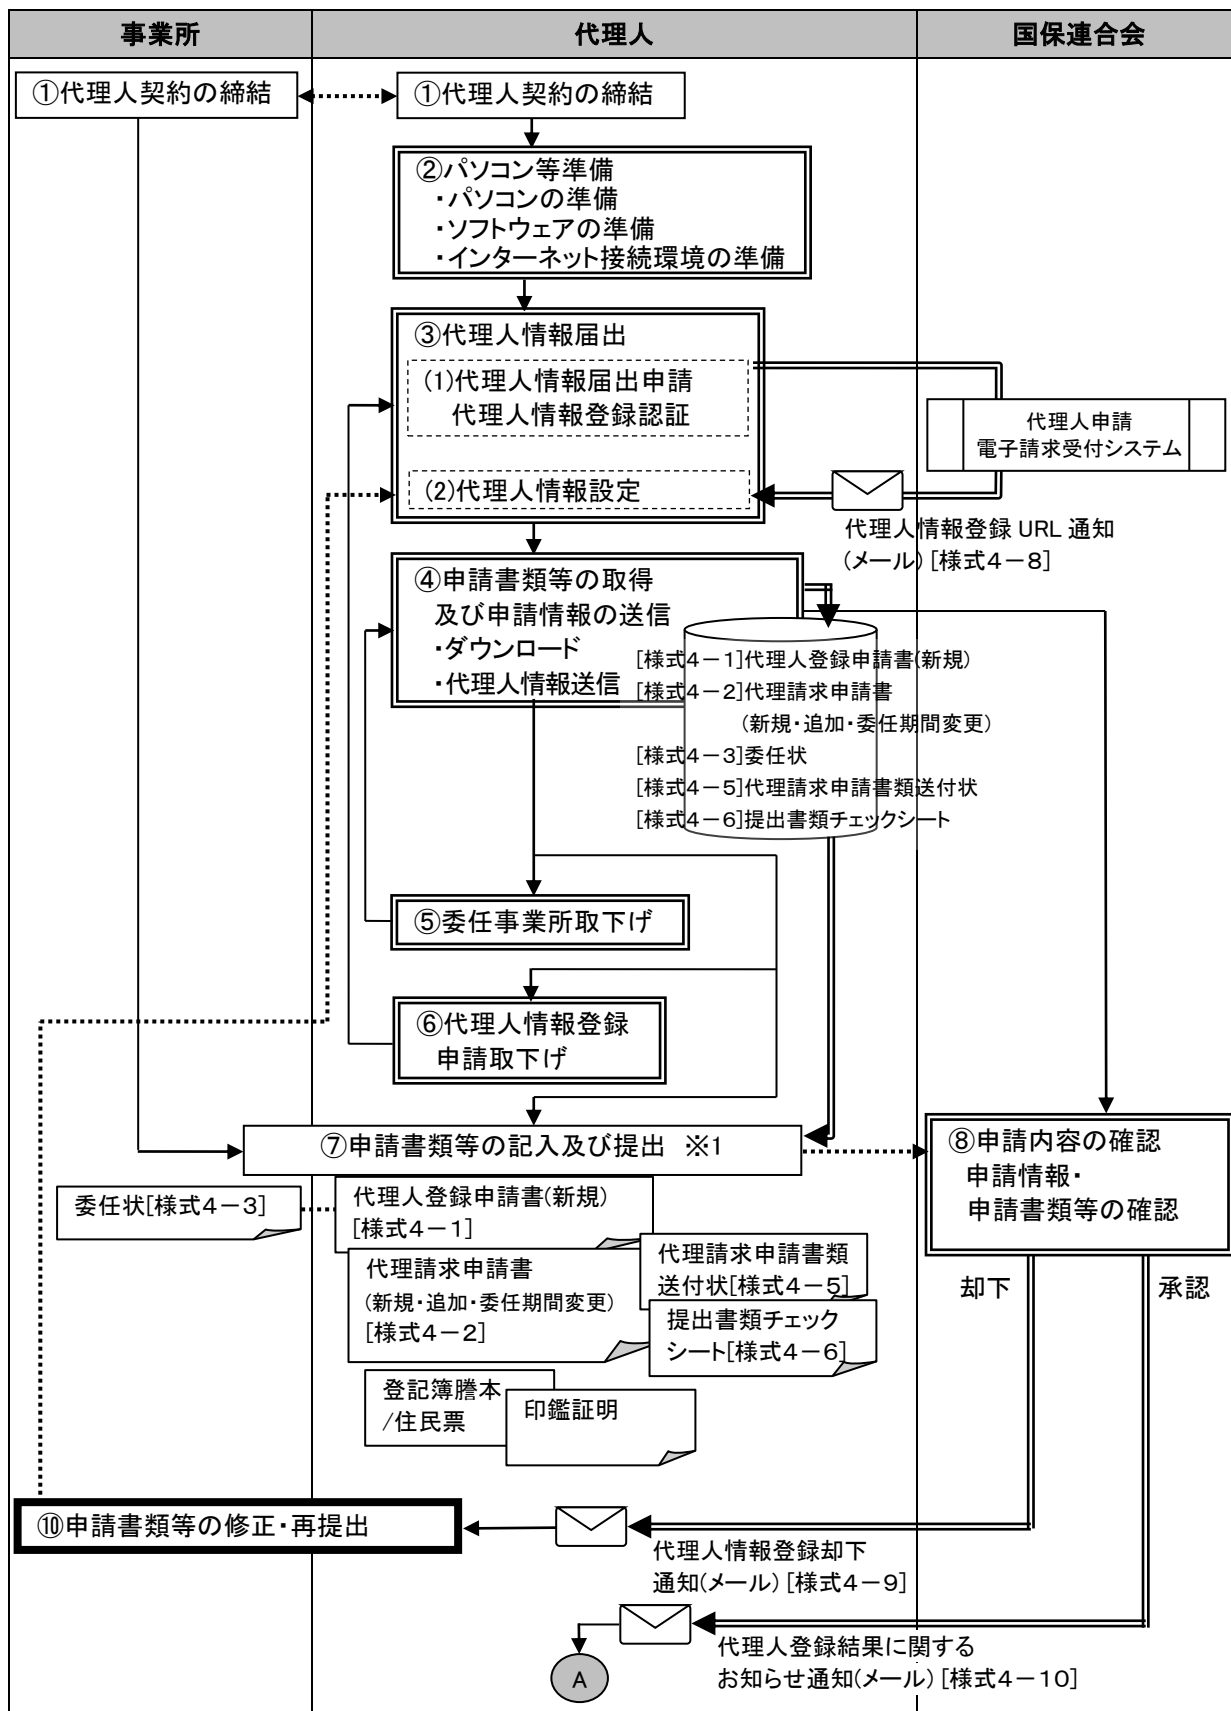 事業所
代理人
国保連合会
①代理人契約の締結
①代理人契約の締結
②パソコン等準備
・パソコンの準備
・ソフトウェアの準備
・インターネット接続環境の準備
③代理人情報届出
(1)代理人情報届出申請
代理人情報登録認証
(2)代理人情報設定
代理人申請
電子請求受付システム
代理人情報登録 URL 通知
(メール) [様式4-8]
④申請書類等の取得
及び申請情報の送信
・ダウンロード
・代理人情報送信
[様式4-1]代理人登録申請書(新規)
[様式4-2]代理請求申請書
(新規・追加・委任期間変更)
[様式4-3]委任状
[様式4-5]代理請求申請書類送付状
[様式4-6]提出書類チェックシート
⑤委任事業所取下げ
⑥代理人情報登録
申請取下げ
⑦申請書類等の記入及び提出 ※1
⑧申請内容の確認
申請情報・
申請書類等の確認
委任状[様式4-3]
代理人登録申請書(新規)
[様式4-1]
代理請求申請書
(新規・追加・委任期間変更)
[様式4-2]
代理請求申請書類
送付状[様式4-5]
提出書類チェック
シート[様式4-6]
登記簿謄本
/住民票
印鑑証明
却下
承認
⑩申請書類等の修正・再提出
代理人情報登録却下
通知(メール) [様式4-9]
代理人登録結果に関する
お知らせ通知(メール) [様式4-10]
A